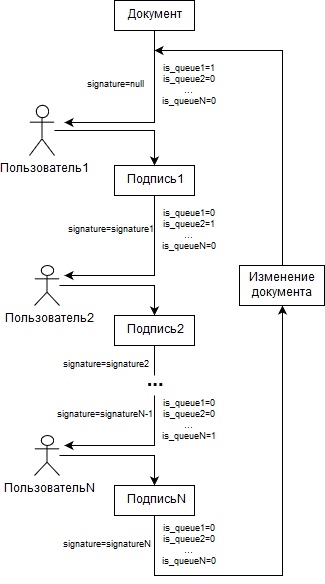 Документ
is_queue1=1
is_queue2=0
...
is_queueN=0
signature=null
Пользователь1
Подпись1
is_queue1=0
is_queue2=1
...
is_queueN=0
signature=signature1
Изменение
документа
Пользователь2
Подпись2
signature=signature2
...
is_queue1=0
is_queue2=0
...
is_queueN=1
signature=signatureN-1
ПользовательN
ПодписьN
is_queue1=0
is_queue2=0
...
is_queueN=0
signature=signatureN